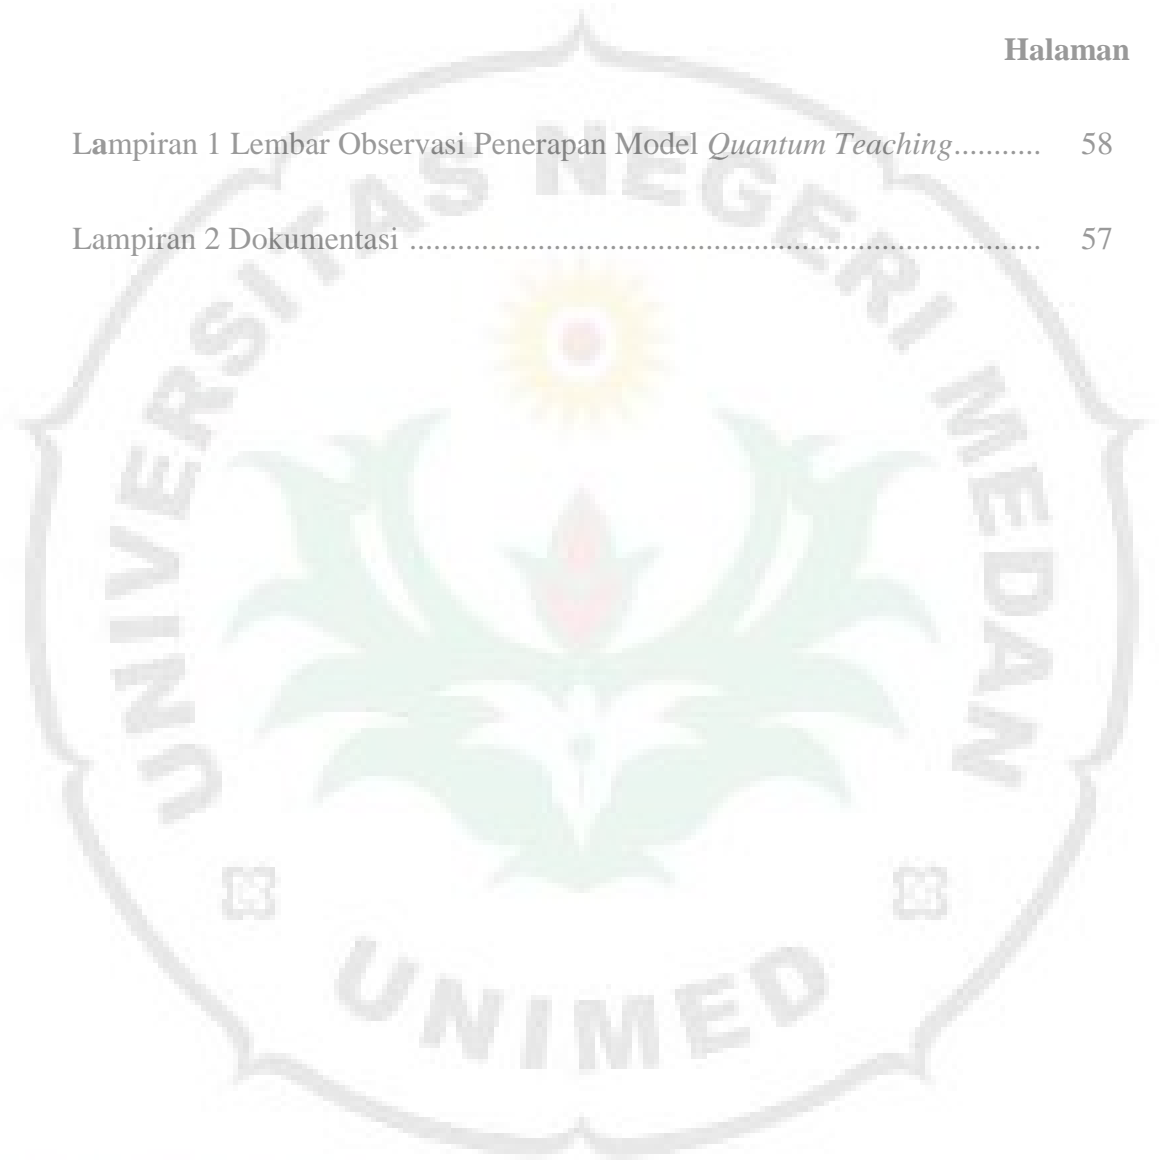 Halaman
Lampiran 1 Lembar Observasi Penerapan Model Quantum Teaching........... 58
Lampiran 2 Dokumentasi ................................................................................ 57
UNIVERSITAS NEGERI MEDAN
UNIMED